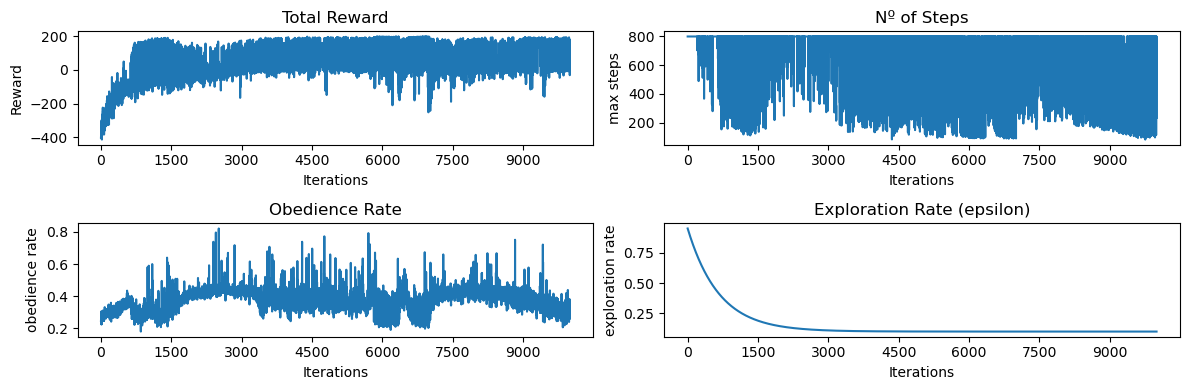 Total Reward
Reward
200
0
−200
−400
0 1500 3000 4500 6000 7500 9000
Iterations
Nº of Steps
max steps
800
600
400
200
0 1500 3000 4500 6000 7500 9000
Iterations
Obedience Rate
obedience rate
0.8
0.6
0.4
0.2
0 1500 3000 4500 6000 7500 9000
Iterations
Exploration Rate (epsilon)
exploration rate
0.75
0.50
0.25
0 1500 3000 4500 6000 7500 9000
Iterations